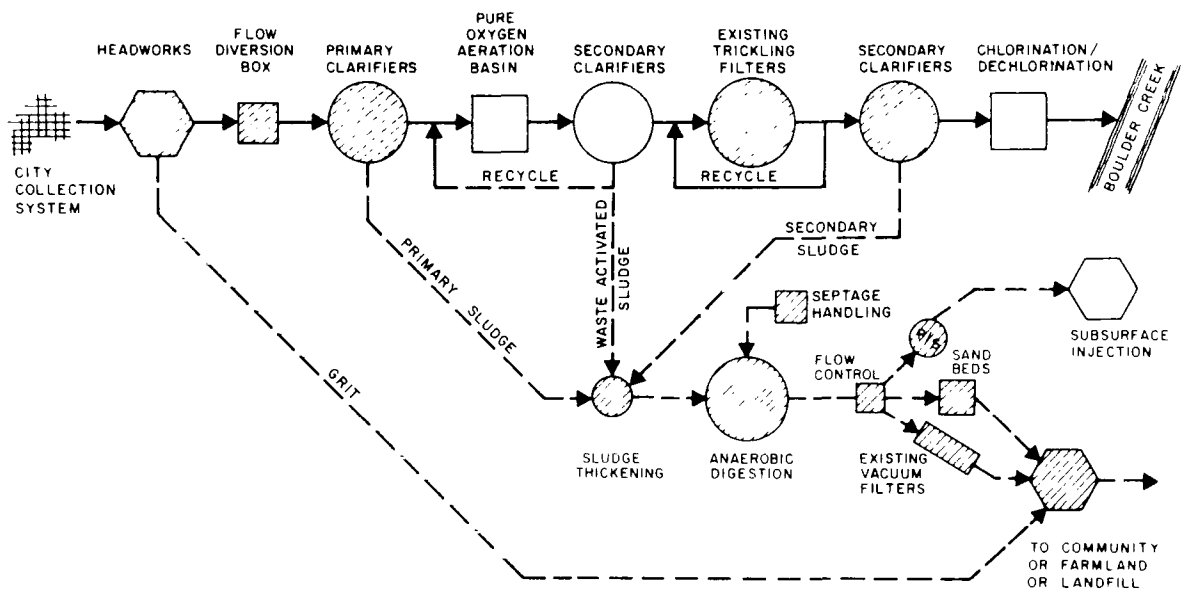 HEADWORKS
FLOW
DIVERSION
BOX
PRIMARY
CLARIFIERS
PURE
OXYGEN
AERATION
BASIN
SECONDARY
CLARIFIERS
EXISTING
TRICKLING
FILTERS
SECONDARY
CLARIFIERS
CHLORINATION/
DECHLORINATION
BOULDER CREEK
CITY
COLLECTION
SYSTEM
RECYCLE
RECYCLE
PRIMARY SLUDGE
WASTE ACTIVATED
SLUDGE
SECONDARY
SLUDGE
GRIT
SEPTAGE
HANDLING
FLOW
CONTROL
SAND
BEDS
SUBSURFACE
INJECTION
SLUDGE
THICKENING
ANAEROBIC
DIGESTION
EXISTING
VACUUM
FILTERS
TO COMMUNITY
OR FARMLAND
OR LANDFILL